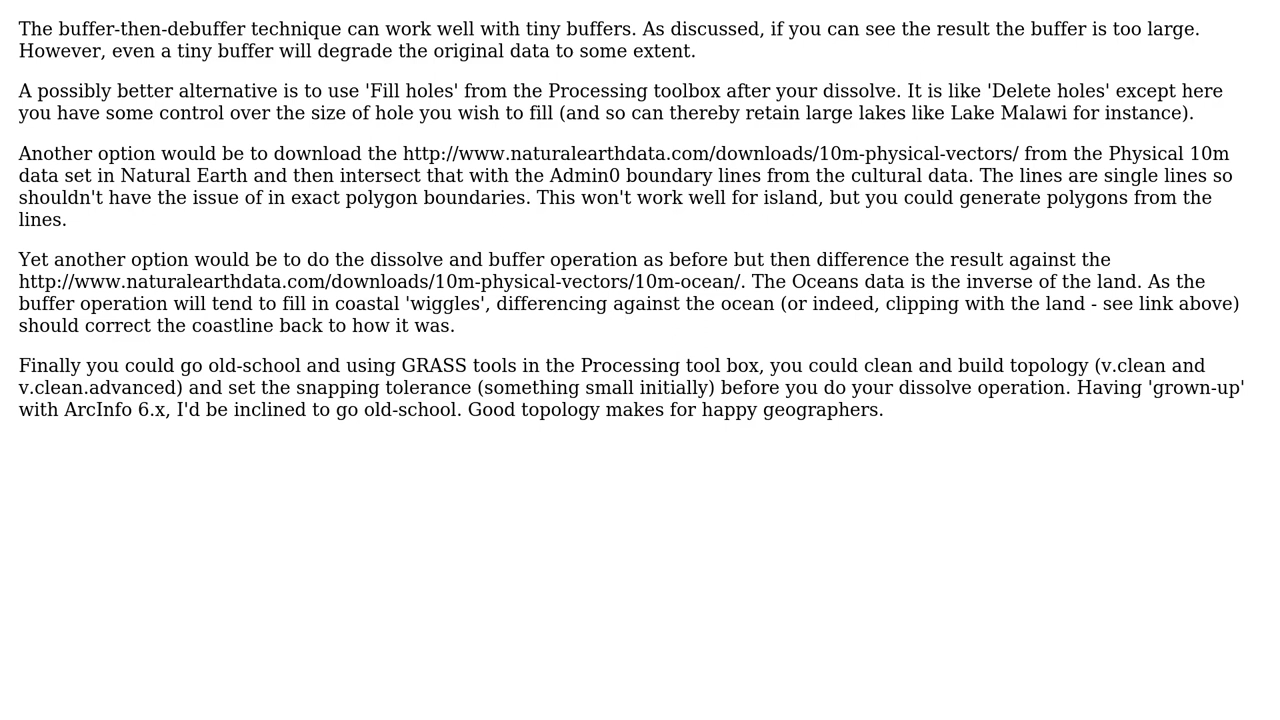 The buffer-then-debuffer technique can work well with tiny buffers. As discussed, if you can see the result the buffer is too large.
However, even a tiny buffer will degrade the original data to some extent.
A possibly better alternative is to use 'Fill holes' from the Processing toolbox after your dissolve. It is like 'Delete holes' except here
you have some control over the size of hole you wish to fill (and so can thereby retain large lakes like Lake Malawi for instance).
Another option would be to download the http://www.naturalearthdata.com/downloads/10m-physical-vectors/ from the Physical 10m
data set in Natural Earth and then intersect that with the Admin0 boundary lines from the cultural data. The lines are single lines so
shouldn't have the issue of in exact polygon boundaries. This won't work well for island, but you could generate polygons from the
lines.
Yet another option would be to do the dissolve and buffer operation as before but then difference the result against the
http://www.naturalearthdata.com/downloads/10m-physical-vectors/10m-ocean/. The Oceans data is the inverse of the land. As the
buffer operation will tend to fill in coastal 'wiggles', differencing against the ocean (or indeed, clipping with the land - see link above)
should correct the coastline back to how it was.
Finally you could go old-school and using GRASS tools in the Processing tool box, you could clean and build topology (v.clean and
v.clean.advanced) and set the snapping tolerance (something small initially) before you do your dissolve operation. Having 'grown-up'
with ArcInfo 6.x, I'd be inclined to go old-school. Good topology makes for happy geographers.